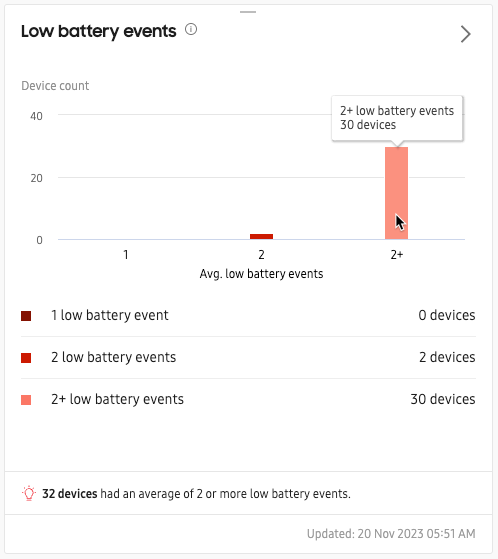 Low battery events
Device count
2+ low battery events
30 devices
40
20
0
1 2 2+
Avg. low battery events
1 low battery event 0 devices
2 low battery events 2 devices
2+ low battery events 30 devices
32 devices had an average of 2 or more low battery events.
Updated: 20 Nov 2023 05:51 AM